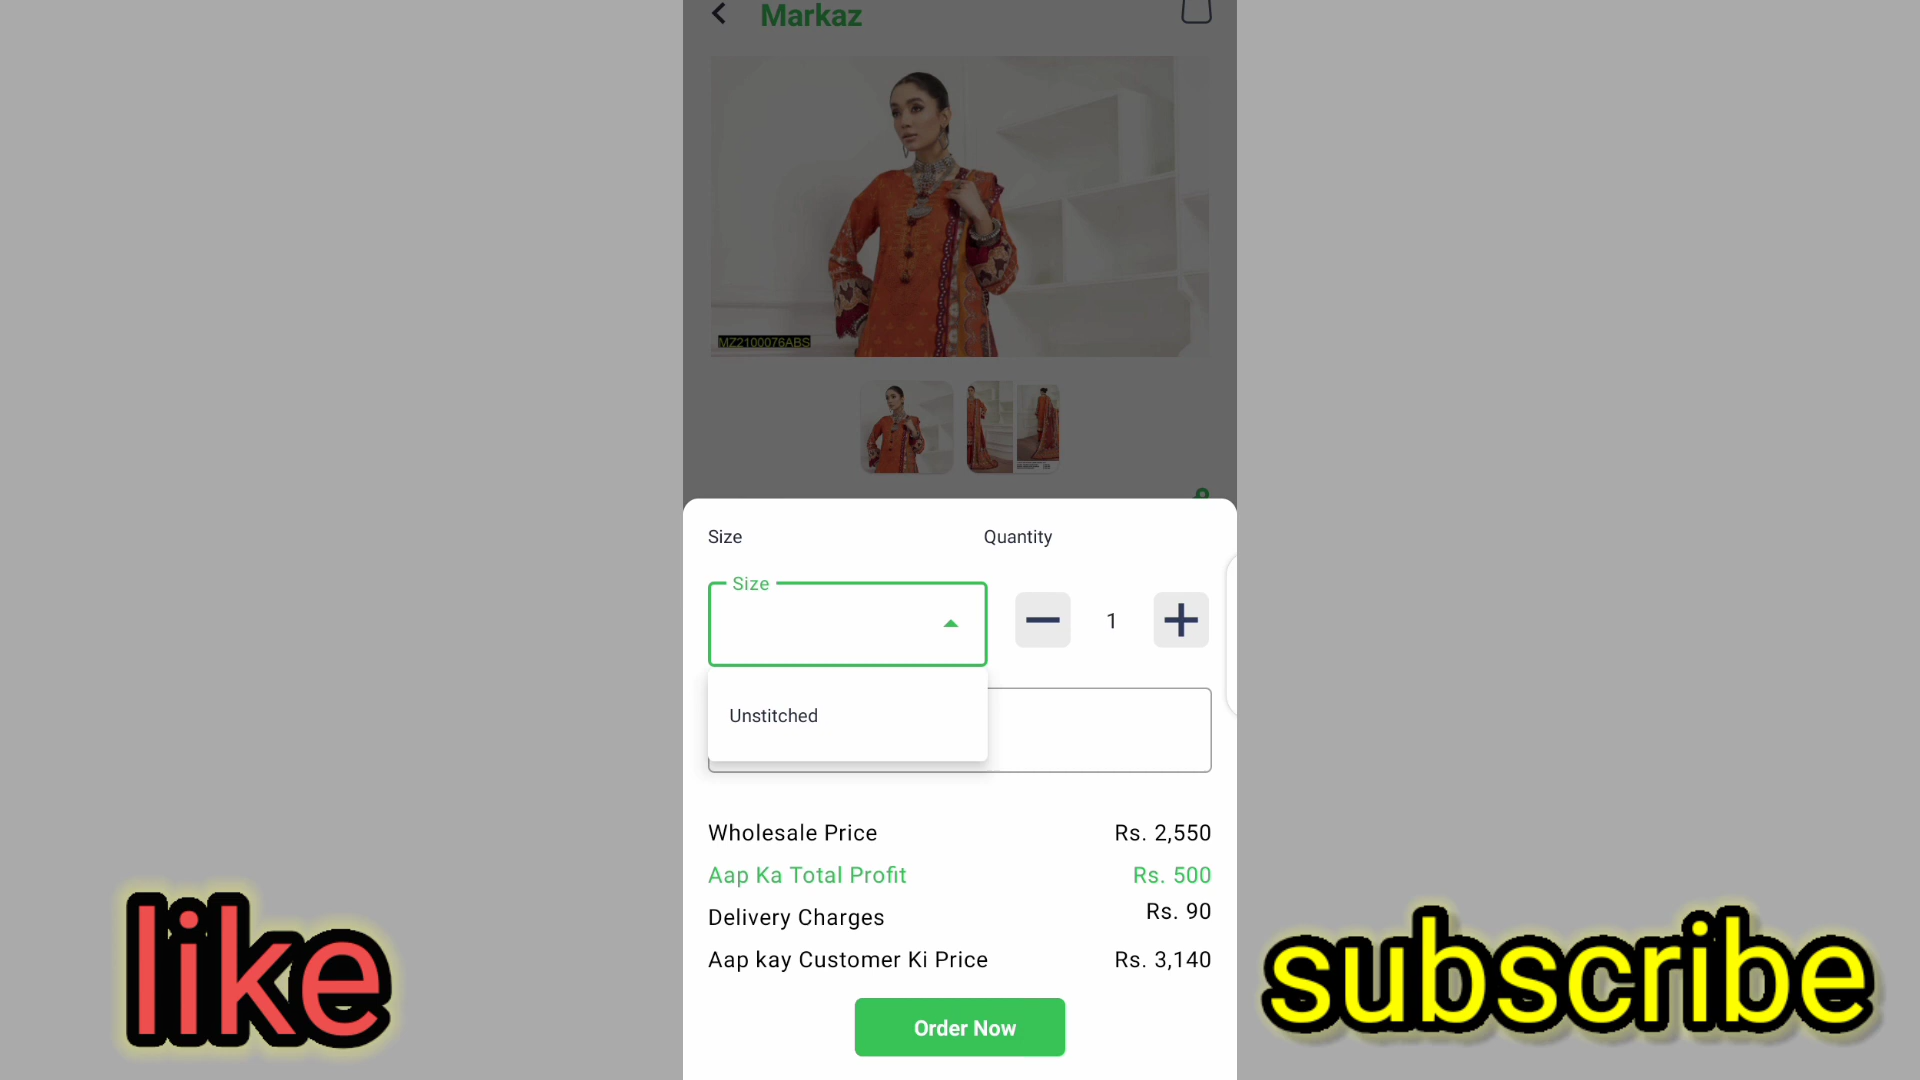 Markaz
MZ2100076ABS
Size Quantity
Size
1
Unstitched
Wholesale Price Rs. 2,550
Aap Ka Total Profit Rs. 500
Delivery Charges Rs. 90
Aap kay Customer Ki Price Rs. 3,140
Order Now
like
subscribe